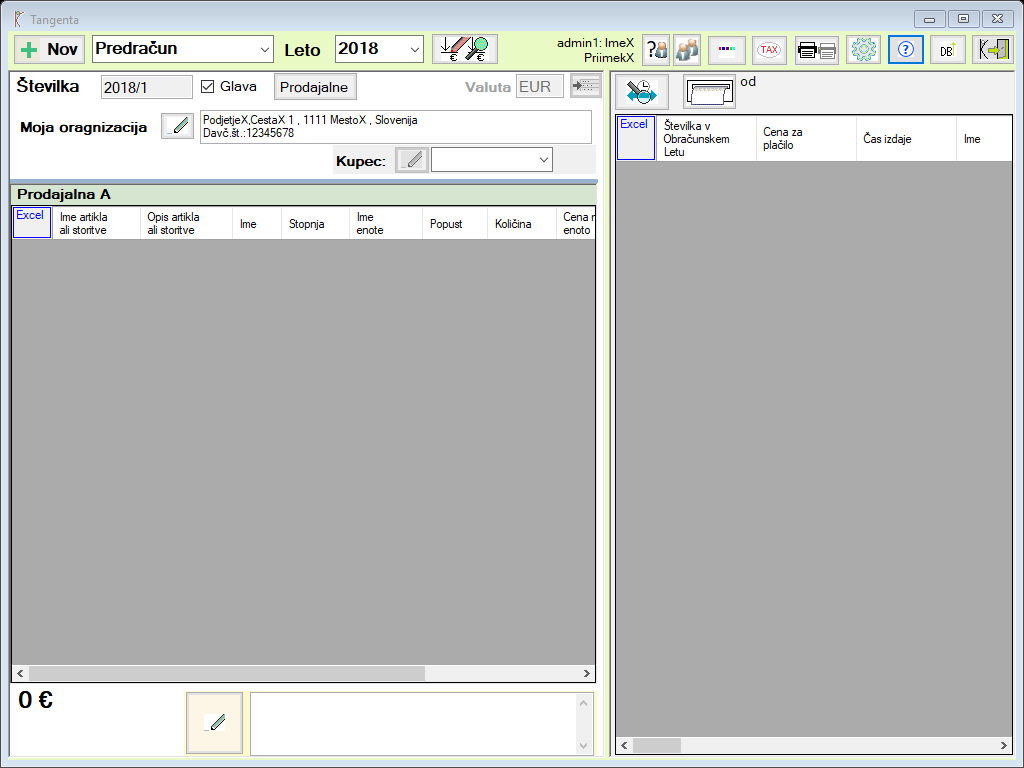 Tangenta
Nov
Predračun
Leto
2018
€ €
admin1: ImeX
PriimekX
?
TAX
?
DB
Številka
2018/1
Glava
Prodajalne
Valuta
EUR
Moja oragnizacija
PodjetjeX,CestaX 1 , 1111 MestoX , Slovenija
Davč.št.:12345678
Kupec:
Prodajalna A
Excel
Ime artikla
ali storitve
Opis artikla
ali storitve
Ime
Stopnja
Ime
enote
Popust
Količina
Cena
enoto
0 €
od
Excel
Številka v
Obračunskem
Letu
Cena za
plačilo
Čas izdaje
Ime